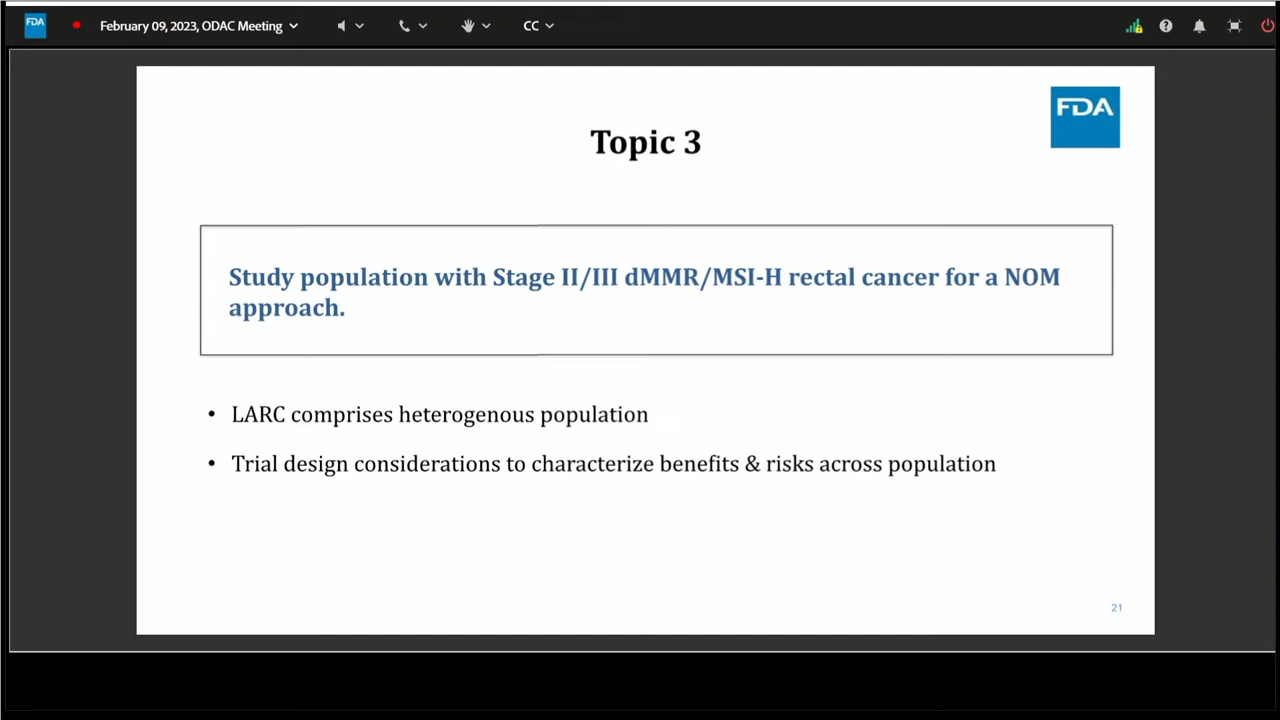 FDA
February 09, 2023, ODAC Meeting
CC
FDA
Topic 3
Study population with Stage II/III dMMR/MSI-H rectal cancer for a NOM
approach.
• LARC comprises heterogenous population
• Trial design considerations to characterize benefits & risks across population
21